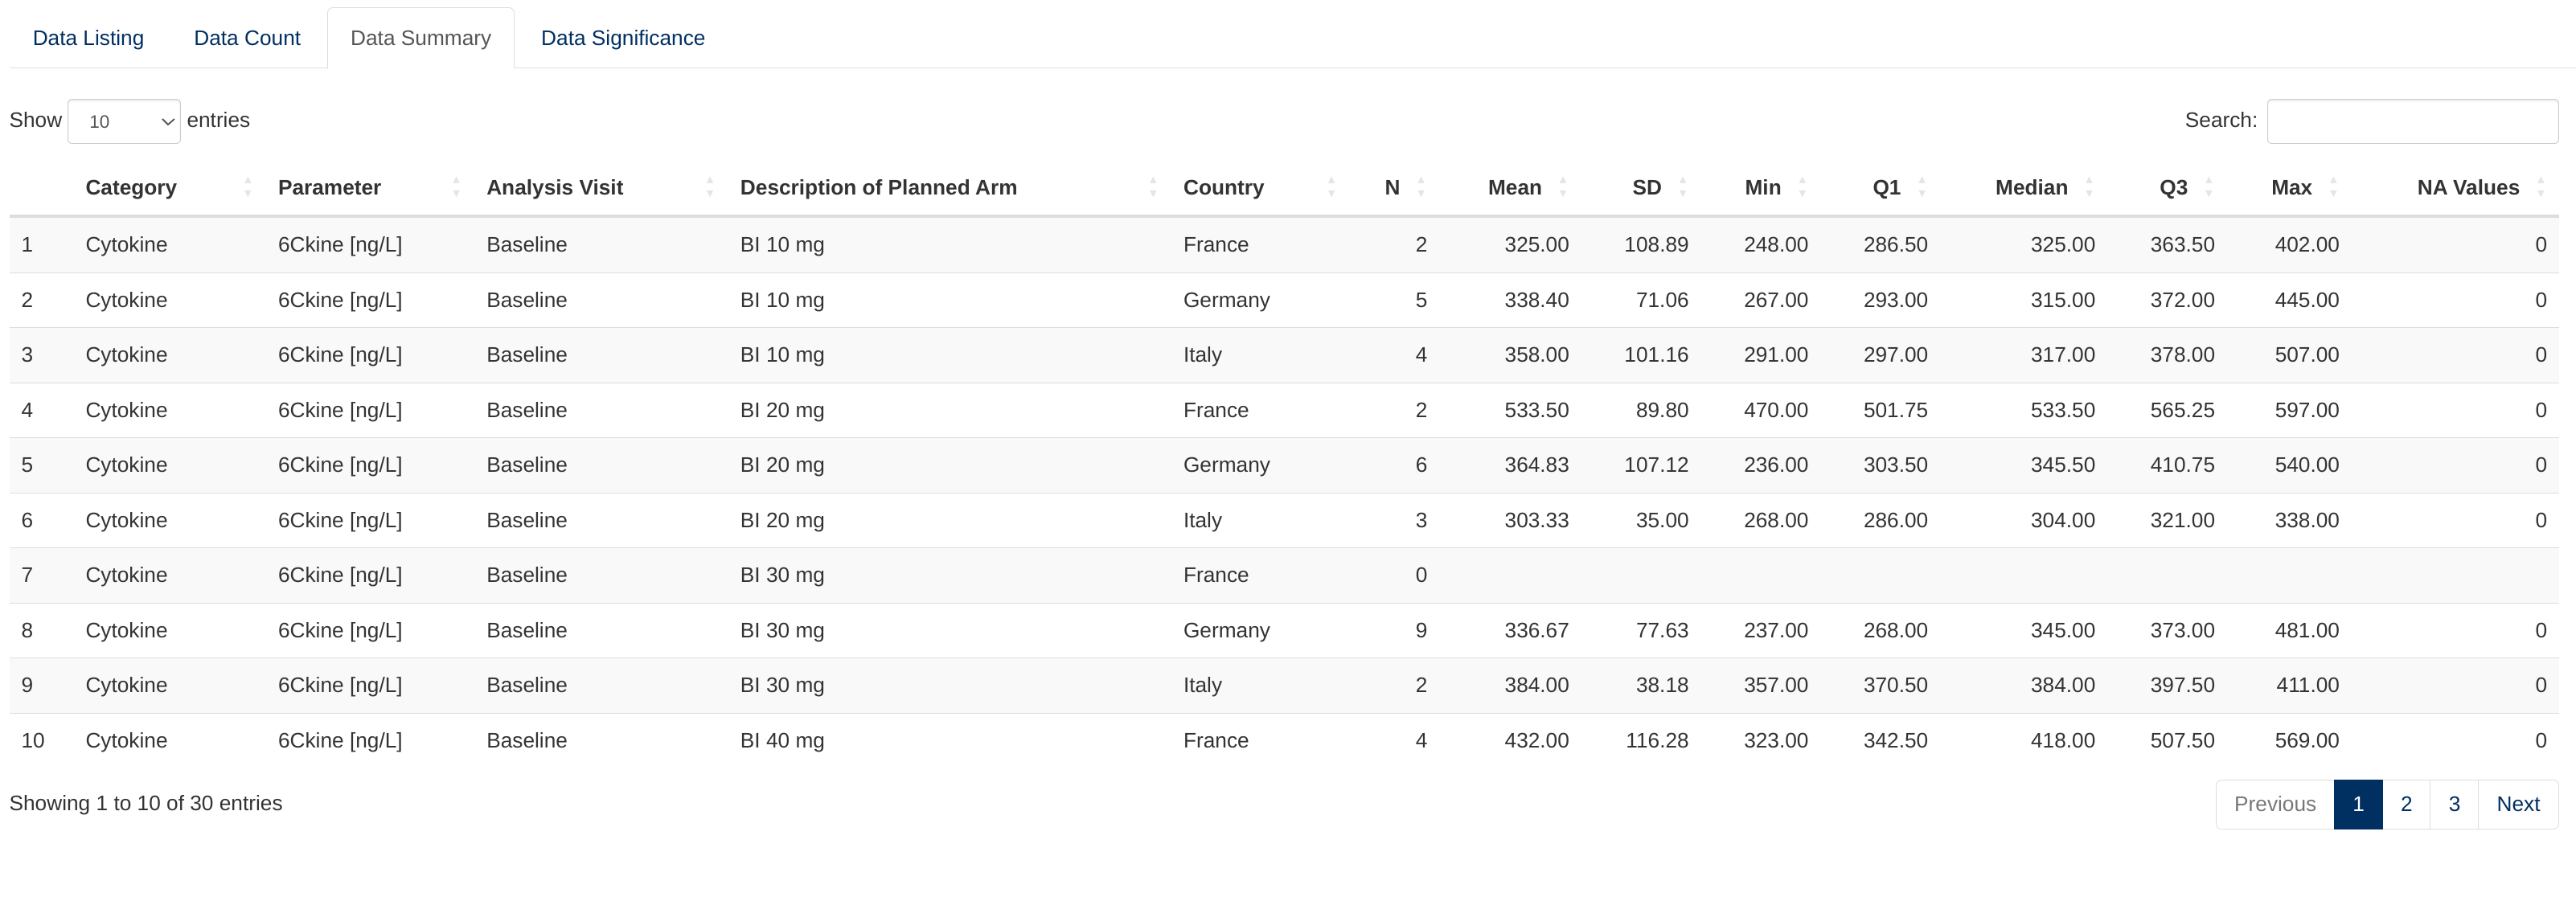 Data Listing Data Count Data Summary Data Significance
Show 10 entries Search:
Category Parameter Analysis Visit Description of Planned Arm Country N Mean SD Min Q1 Median Q3 Max NA Values
1 Cytokine 6Ckine [ng/L] Baseline BI 10 mg France 2 325.00 108.89 248.00 286.50 325.00 363.50 402.00 0
2 Cytokine 6Ckine [ng/L] Baseline BI 10 mg Germany 5 338.40 71.06 267.00 293.00 315.00 372.00 445.00 0
3 Cytokine 6Ckine [ng/L] Baseline BI 10 mg Italy 4 358.00 101.16 291.00 297.00 317.00 378.00 507.00 0
4 Cytokine 6Ckine [ng/L] Baseline BI 20 mg France 2 533.50 89.80 470.00 501.75 533.50 565.25 597.00 0
5 Cytokine 6Ckine [ng/L] Baseline BI 20 mg Germany 6 364.83 107.12 236.00 303.50 345.50 410.75 540.00 0
6 Cytokine 6Ckine [ng/L] Baseline BI 20 mg Italy 3 303.33 35.00 268.00 286.00 304.00 321.00 338.00 0
7 Cytokine 6Ckine [ng/L] Baseline BI 30 mg France 0
8 Cytokine 6Ckine [ng/L] Baseline BI 30 mg Germany 9 336.67 77.63 237.00 268.00 345.00 373.00 481.00 0
9 Cytokine 6Ckine [ng/L] Baseline BI 30 mg Italy 2 384.00 38.18 357.00 370.50 384.00 397.50 411.00 0
10 Cytokine 6Ckine [ng/L] Baseline BI 40 mg France 4 432.00 116.28 323.00 342.50 418.00 507.50 569.00 0
Showing 1 to 10 of 30 entries Previous 1 2 3 Next